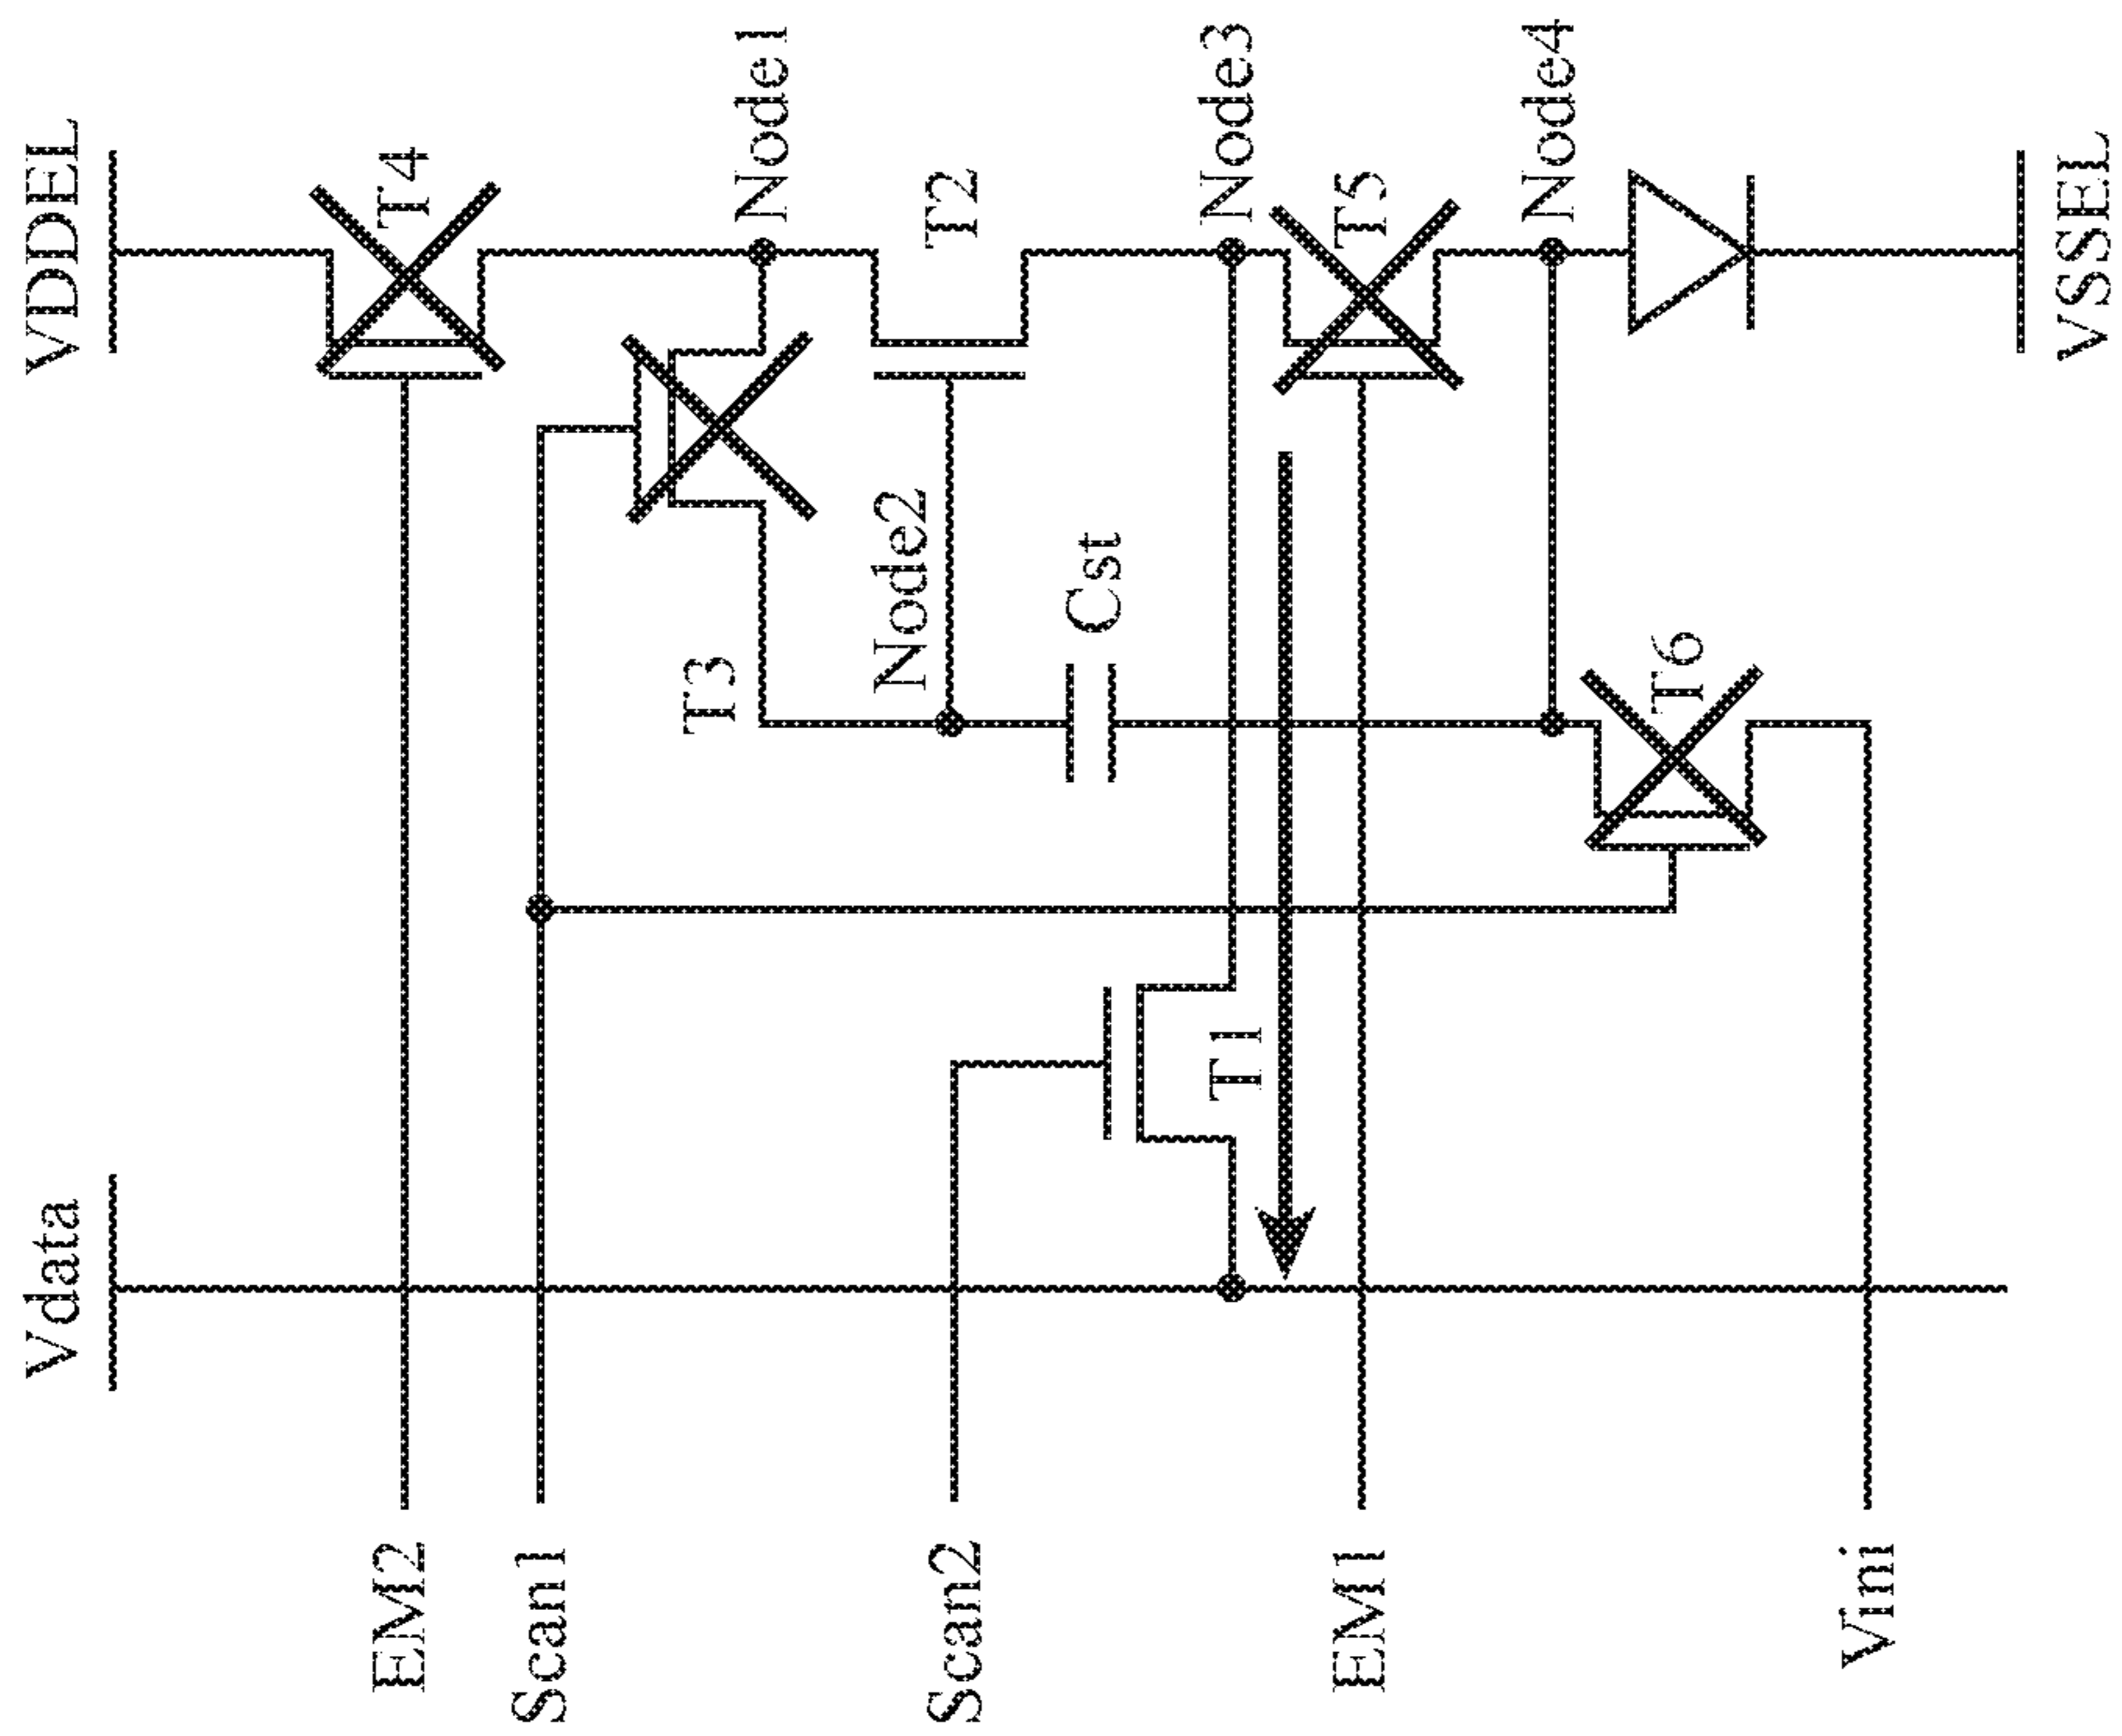 VDDEL
T4
Node1
T2
Node3
T5
Node4
VSSEL
T3
Node2
Cst
T6
T1
Vdata
EM2
Scan1
Scan2
EM1
Vini